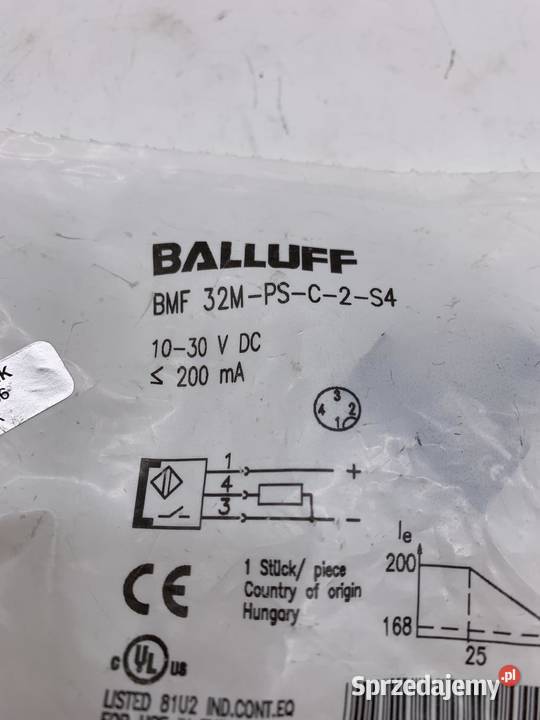 BALLUFF
BMF 32M-PS-C-2-S4
10-30 V DC
≤ 200 mA
K
6
3
4 2
1
1 +
4
3 −
1 Stück/ piece
Country of origin
Hungary
CE
Ie
200
168
25
c UL us
LISTED 81U2 IND.CONT.EQ
Sprzedajemy.pl